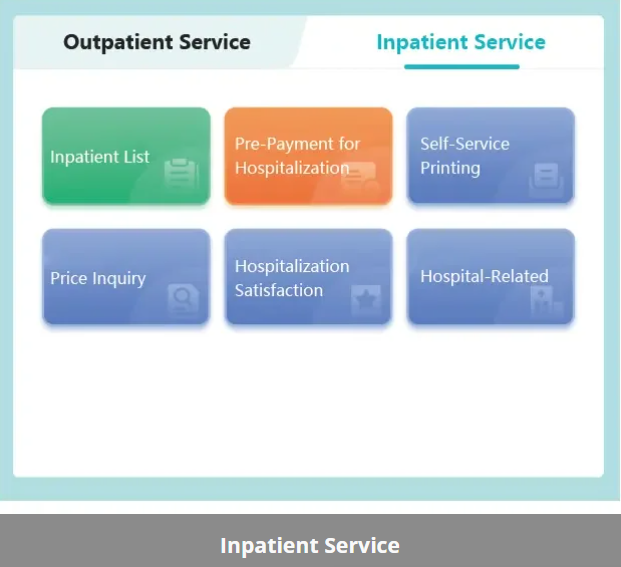 Outpatient Service
Inpatient Service
Inpatient List
Pre-Payment for
Hospitalization
Self-Service
Printing
Price Inquiry
Hospitalization
Satisfaction
Hospital-Related
Inpatient Service